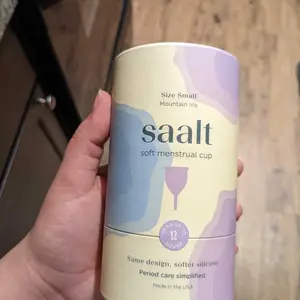 Size Small
Mountain Iris
saalt
soft menstrual cup
12
HOURS
Same design, softer silicone
Period care simplified
Made in the USA